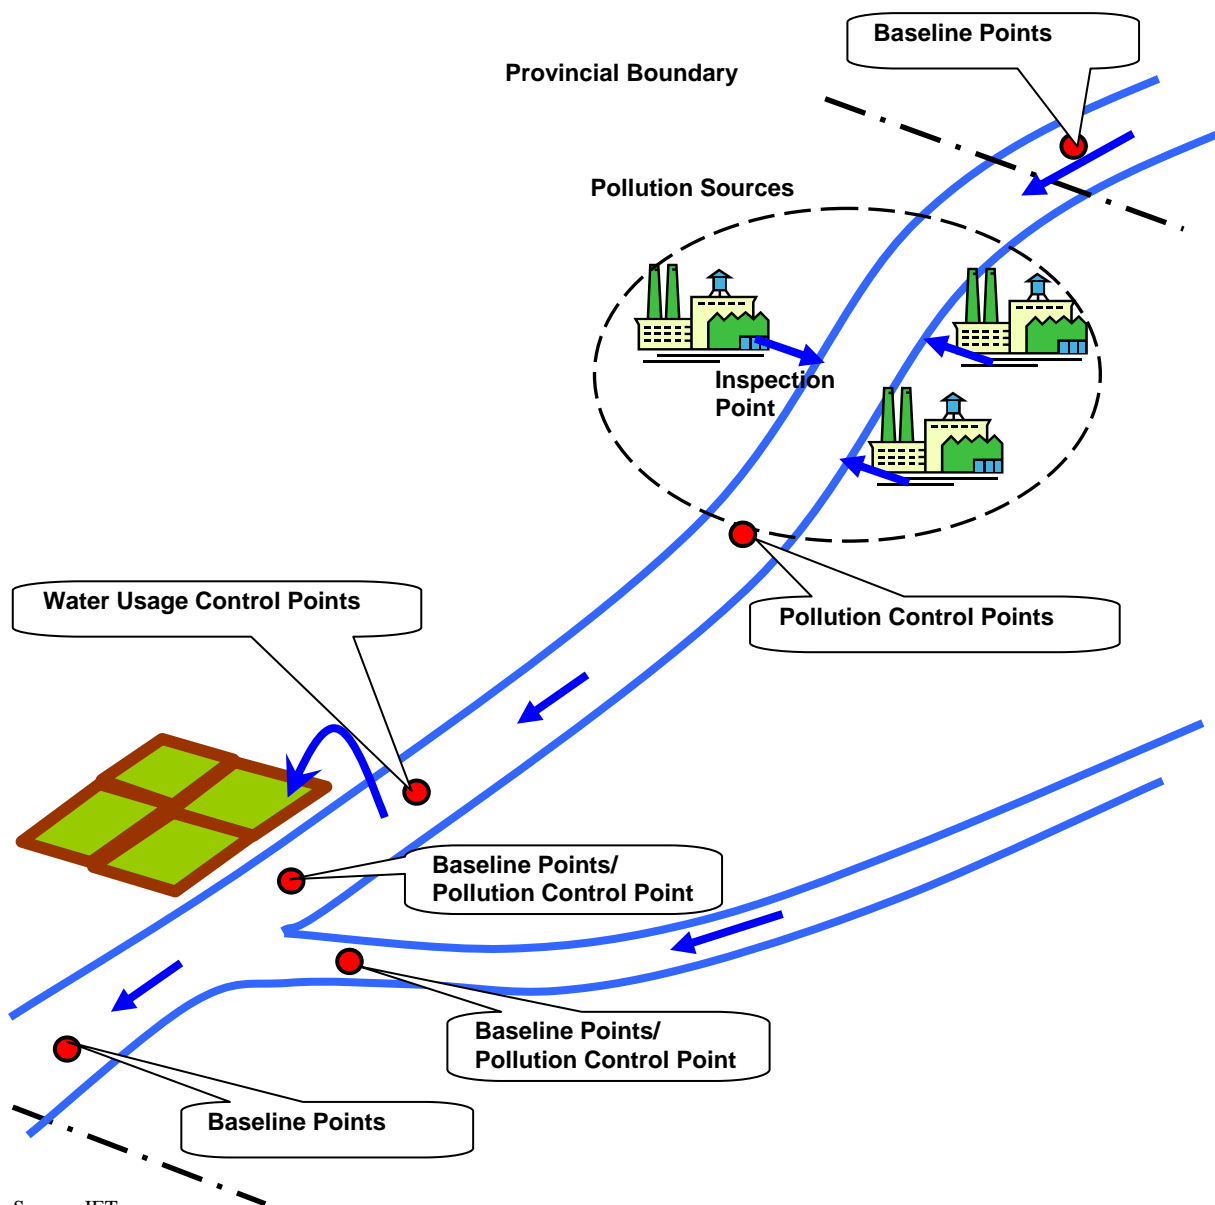 Baseline Points
Provincial Boundary
Pollution Sources
Inspection
Point
Water Usage Control Points
Pollution Control Points
Baseline Points/
Pollution Control Point
Baseline Points/
Pollution Control Point
Baseline Points